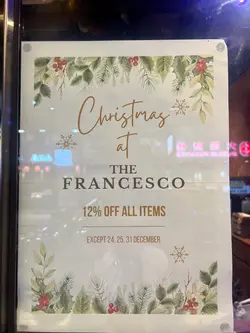 Christmas
at
THE
FRANCESCO
12% OFF ALL ITEMS
EXCEPT 24, 25, 31 DECEMBER